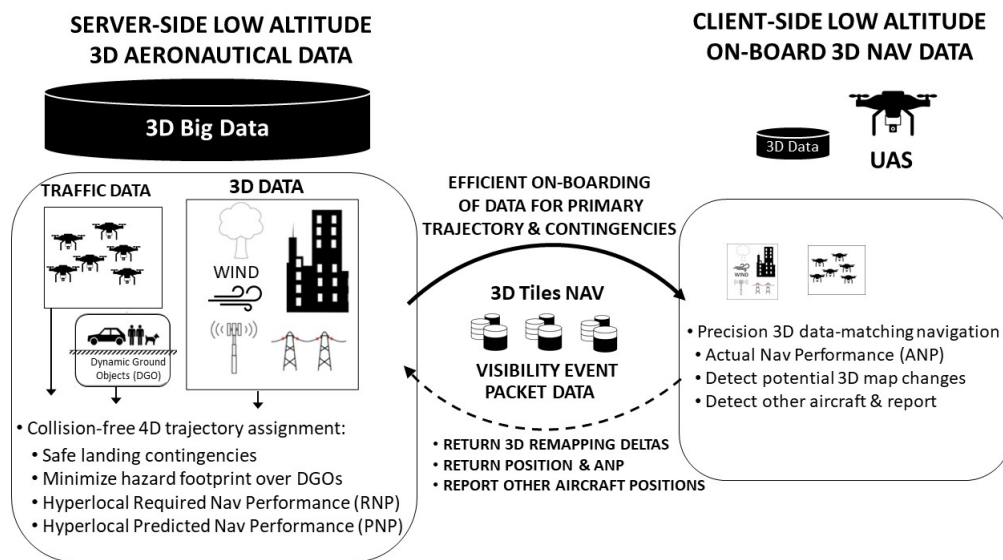 SERVER-SIDE LOW ALTITUDE
3D AERONAUTICAL DATA
3D Big Data
TRAFFIC DATA
3D DATA
WIND
Dynamic Ground
Objects (DGO)
• Collision-free 4D trajectory assignment:
• Safe landing contingencies
• Minimize hazard footprint over DGOs
• Hyperlocal Required Nav Performance (RNP)
• Hyperlocal Predicted Nav Performance (PNP)
EFFICIENT ON-BOARDING
OF DATA FOR PRIMARY
TRAJECTORY & CONTINGENCIES
3D Tiles NAV
VISIBILITY EVENT
PACKET DATA
• RETURN 3D REMAPPING DELTAS
• RETURN POSITION & ANP
• REPORT OTHER AIRCRAFT POSITIONS
CLIENT-SIDE LOW ALTITUDE
ON-BOARD 3D NAV DATA
3D Data
UAS
WIND
• Precision 3D data-matching navigation
• Actual Nav Performance (ANP)
• Detect potential 3D map changes
• Detect other aircraft & report